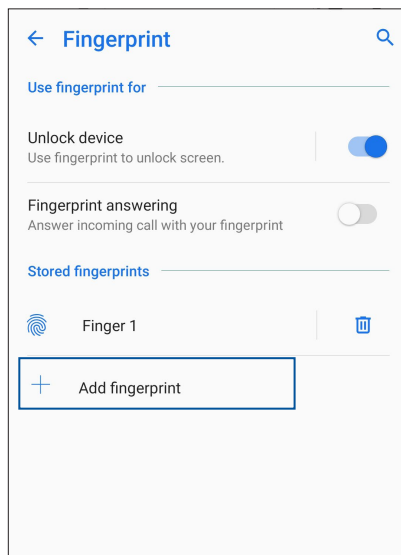 Fingerprint
Use fingerprint for
Unlock device
Use fingerprint to unlock screen.
Fingerprint answering
Answer incoming call with your fingerprint
Stored fingerprints
Finger 1
Add fingerprint